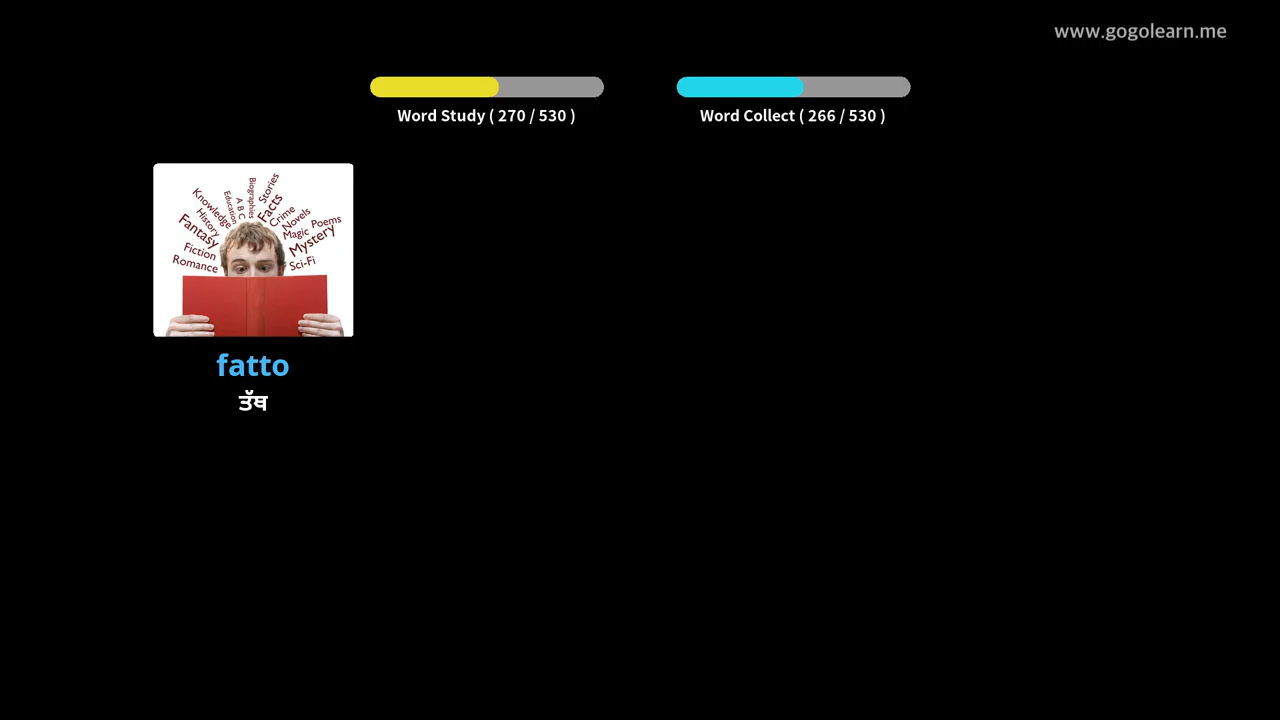 www.gogolearn.me
Word Study ( 270 / 530 )
Word Collect ( 266 / 530 )
Knowledge
History
Fantasy
Fiction
Romance
Education
A B C
Biographies
Stories
Facts
Crime
Novels
Magic
Poems
Mystery
Sci-Fi
fatto
ਤੱਥ